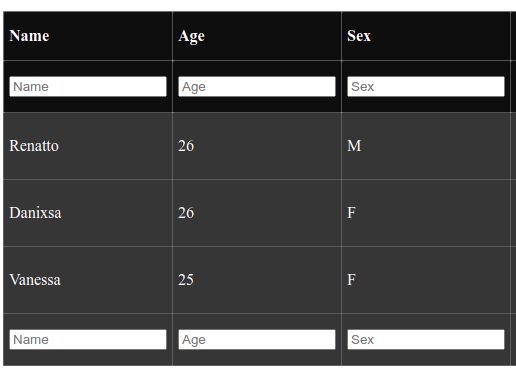 Name Age Sex
Name Age Sex
Renatto 26 M
Danixsa 26 F
Vanessa 25 F
Name Age Sex